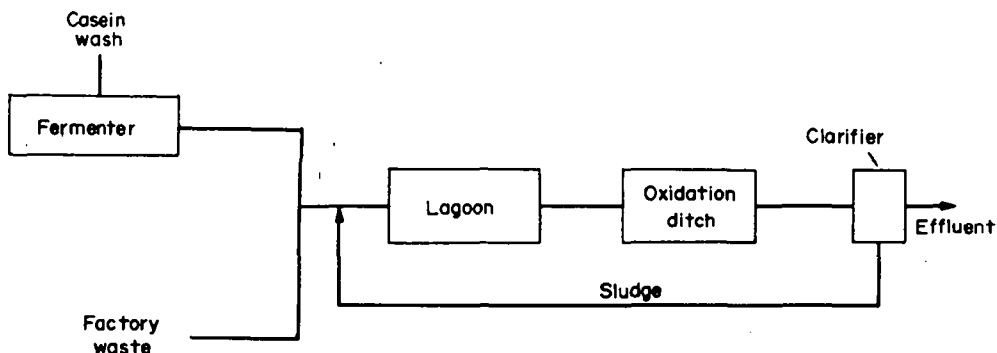 Casein
wash
Fermenter
Clarifier
Lagoon
Oxidation
ditch
Effluent
Sludge
Factory
waste